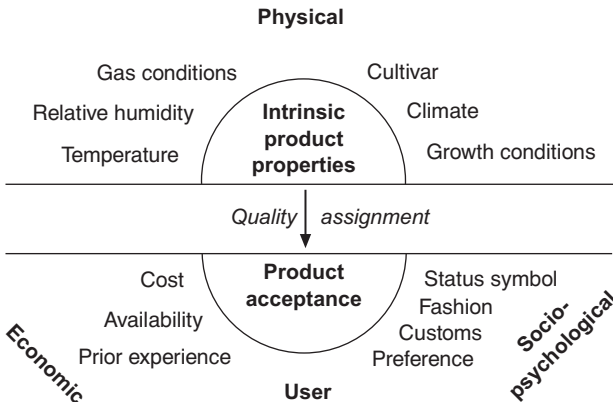 Physical
Gas conditions
Cultivar
Relative humidity
Intrinsic
product
properties
Climate
Temperature
Growth conditions
Quality assignment
Cost
Product
acceptance
Status symbol
Availability
Fashion
Customs
Prior experience
Preference
Economic
User
Socio-
psychological